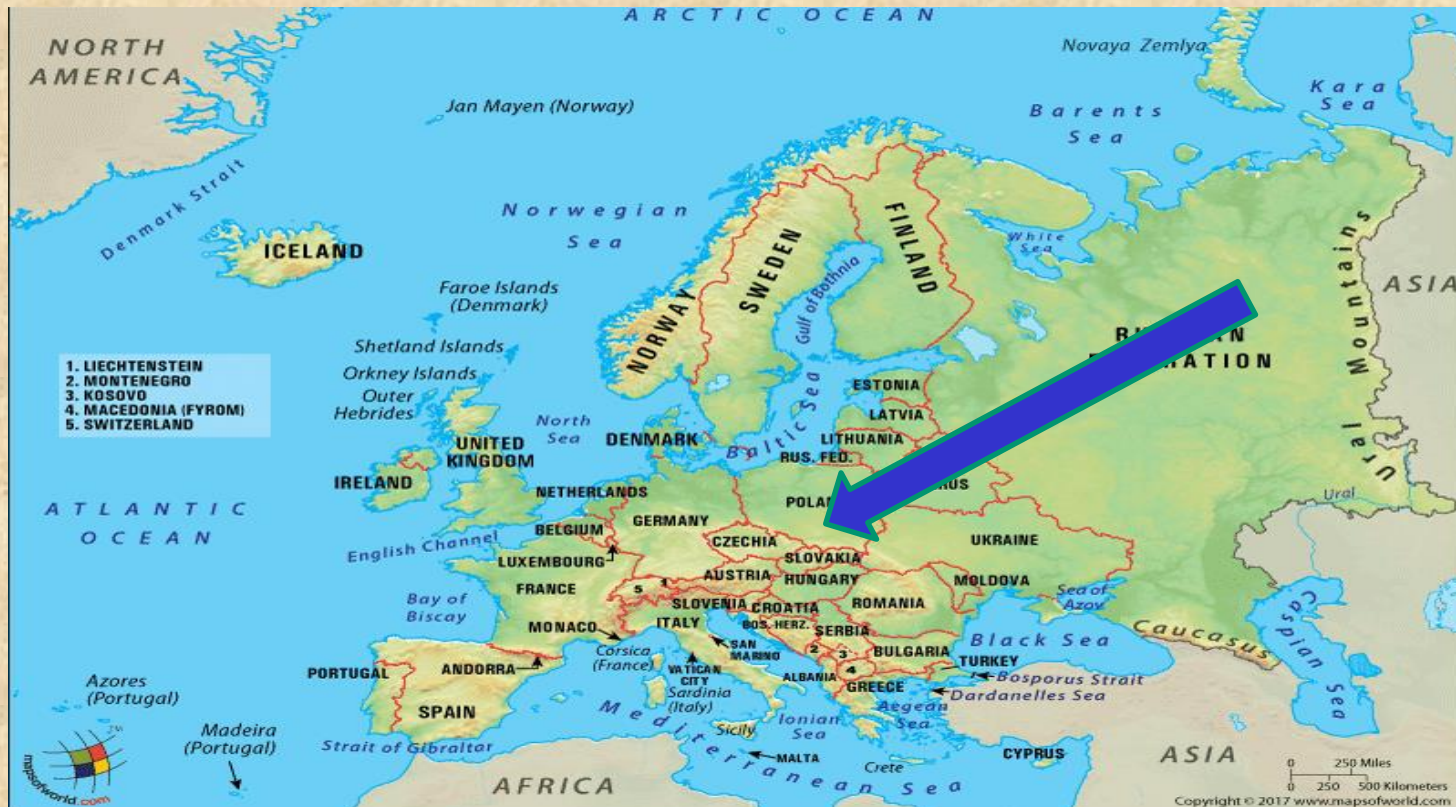 ARCTIC OCEAN
NORTH
AMERICA
Novaya Zemlya
Kara
Sea
Jan Mayen (Norway)
Barents
Sea
Denmark Strait
Norwegian
Sea
White
Sea
ICELAND
Faroe Islands
(Denmark)
NORWAY
SWEDEN
Gulf of Bothnia
FINLAND
Ural Mountains
ASIA
Shetland Islands
Orkney Islands
Outer
Hebrides
1. LIECHTENSTEIN
2. MONTENEGRO
3. KOSOVO
4. MACEDONIA (FYROM)
5. SWITZERLAND
North
Sea
DENMARK
Baltic Sea
ESTONIA
LATVIA
LITHUANIA
RUS. FED.
UNITED
KINGDOM
IRELAND
NETHERLANDS
BELGIUM
GERMANY
Ural
ATLANTIC
OCEAN
English Channel
LUXEMBOURG
CZECHIA
SLOVAKIA
UKRAINE
FRANCE
5
1
AUSTRIA
HUNGARY
MOLDOVA
Bay of
Biscay
SLOVENIA
CROATIA
ROMANIA
Sea of
Azov
MONACO
ITALY
BOS. HERZ.
SERBIA
Caucasus
Caspian Sea
Corsica
(France)
SAN
MARINO
2
3
BULGARIA
Black Sea
PORTUGAL
ANDORRA
VATICAN
CITY
ALBANIA
4
TURKEY
Bosporus Strait
Azores
(Portugal)
SPAIN
Sardinia
(Italy)
GREECE
Aegean
Sea
Dardanelles Sea
Madeira
(Portugal)
Strait of Gibraltar
Mediterranean Sea
Sicily
Ionian
Sea
MALTA
Crete
CYPRUS
ASIA
AFRICA
mapsofworld.com
0 250 Miles
0 250 500 Kilometers
Copyright © 2017 www.mapsofworld.com